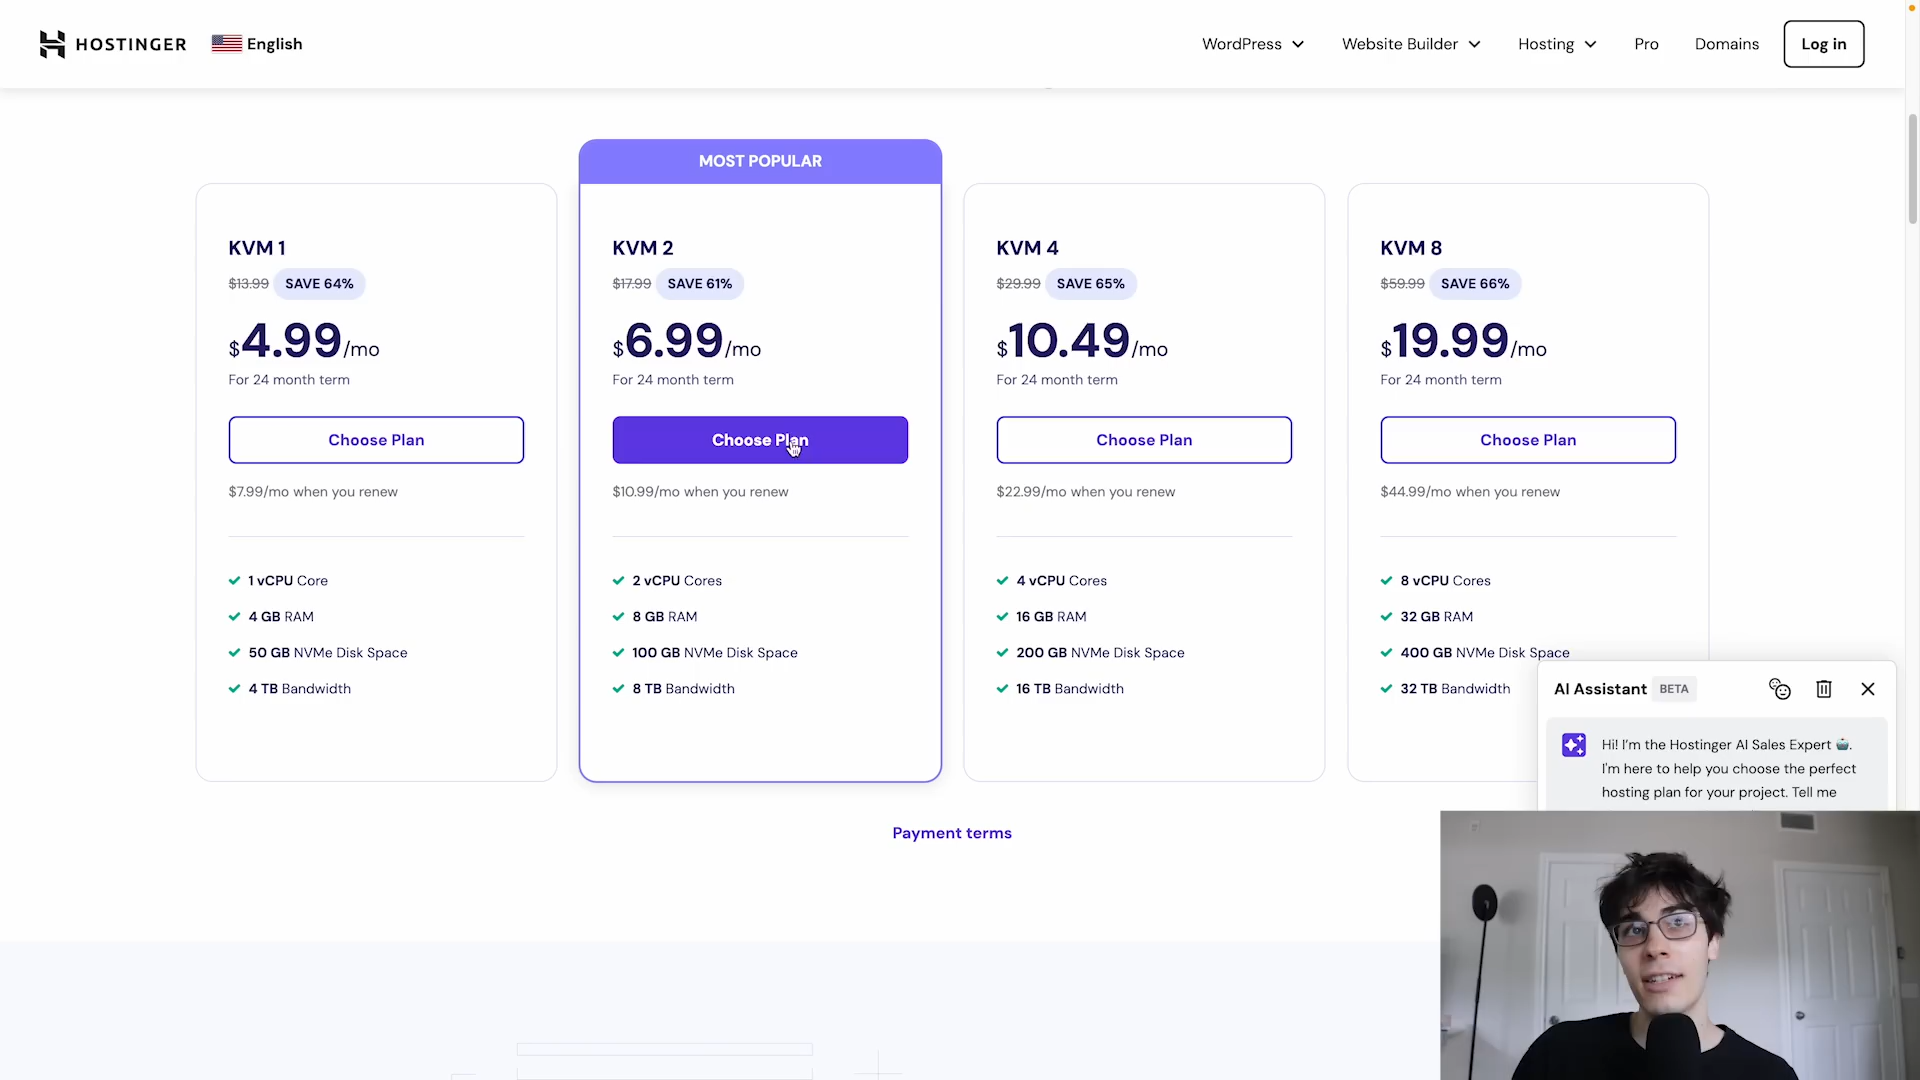 HOSTINGER
English
WordPress
Website Builder
Hosting
Pro
Domains
Log in
MOST POPULAR
KVM 1
$13.99 SAVE 64%
$4.99/mo
For 24 month term
Choose Plan
$7.99/mo when you renew
1 vCPU Core
4 GB RAM
50 GB NVMe Disk Space
4 TB Bandwidth
KVM 2
$17.99 SAVE 61%
$6.99/mo
For 24 month term
Choose Plan
$10.99/mo when you renew
2 vCPU Cores
8 GB RAM
100 GB NVMe Disk Space
8 TB Bandwidth
KVM 4
$29.99 SAVE 65%
$10.49/mo
For 24 month term
Choose Plan
$22.99/mo when you renew
4 vCPU Cores
16 GB RAM
200 GB NVMe Disk Space
16 TB Bandwidth
KVM 8
$59.99 SAVE 66%
$19.99/mo
For 24 month term
Choose Plan
$44.99/mo when you renew
8 vCPU Cores
32 GB RAM
400 GB NVMe Disk Space
32 TB Bandwidth
AI Assistant BETA
Hi! I'm the Hostinger AI Sales Expert 🤖.
I'm here to help you choose the perfect
hosting plan for your project. Tell me
Payment terms